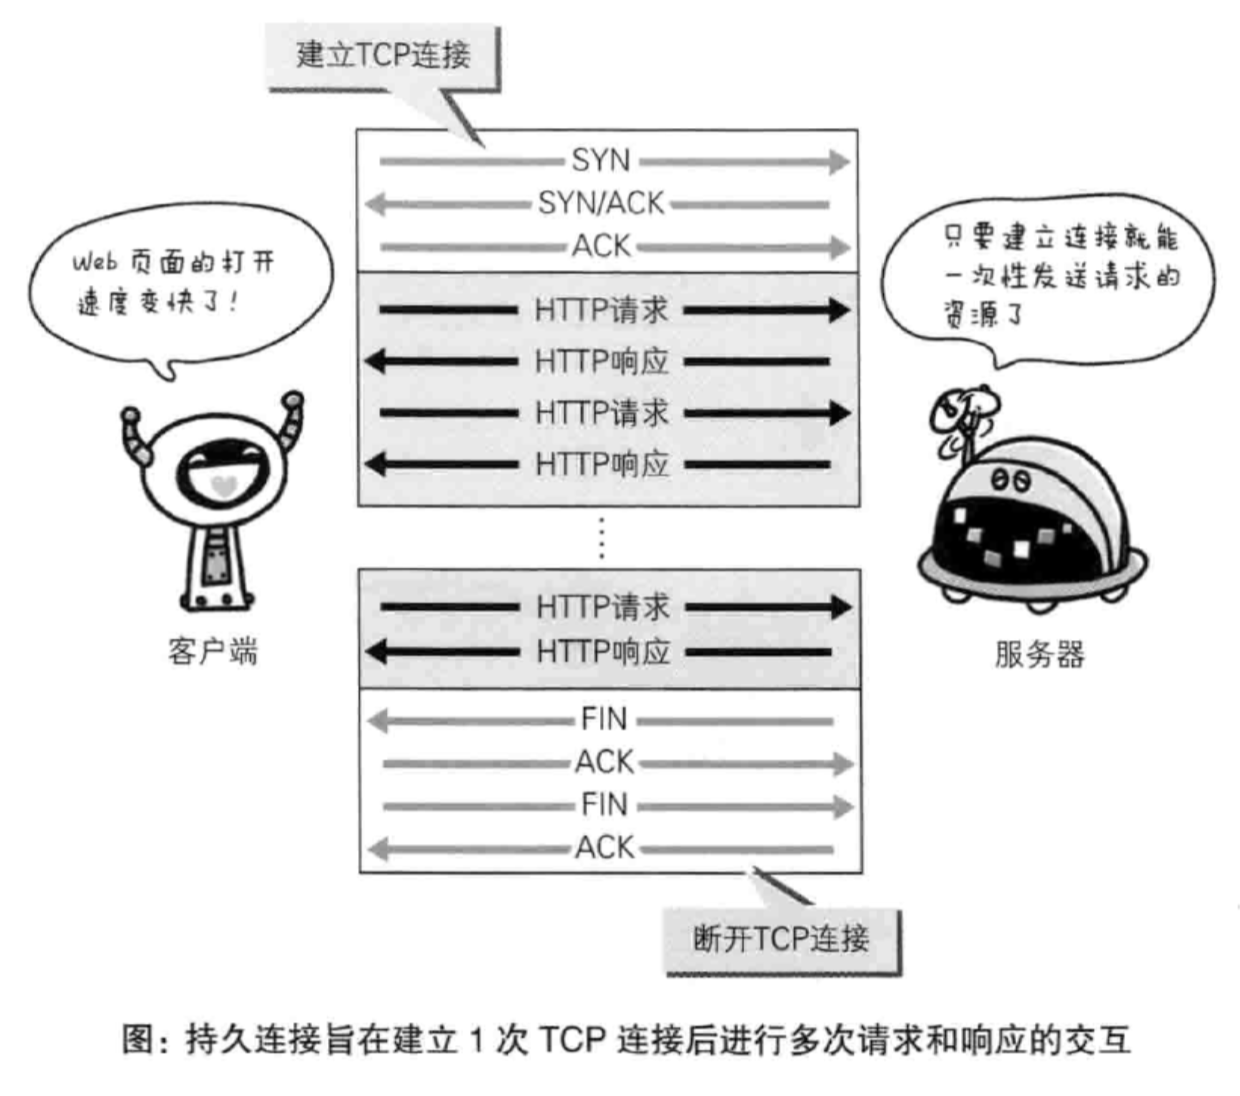 建立TCP连接
SYN
SYN/ACK
ACK
Web 页面的打开
速度变快了!
只要建立连接就能
一次性发送请求的
资源了
HTTP请求
HTTP响应
HTTP请求
HTTP响应
HTTP请求
HTTP响应
客户端
服务器
FIN
ACK
FIN
ACK
断开TCP连接
图：持久连接旨在建立 1 次 TCP 连接后进行多次请求和响应的交互